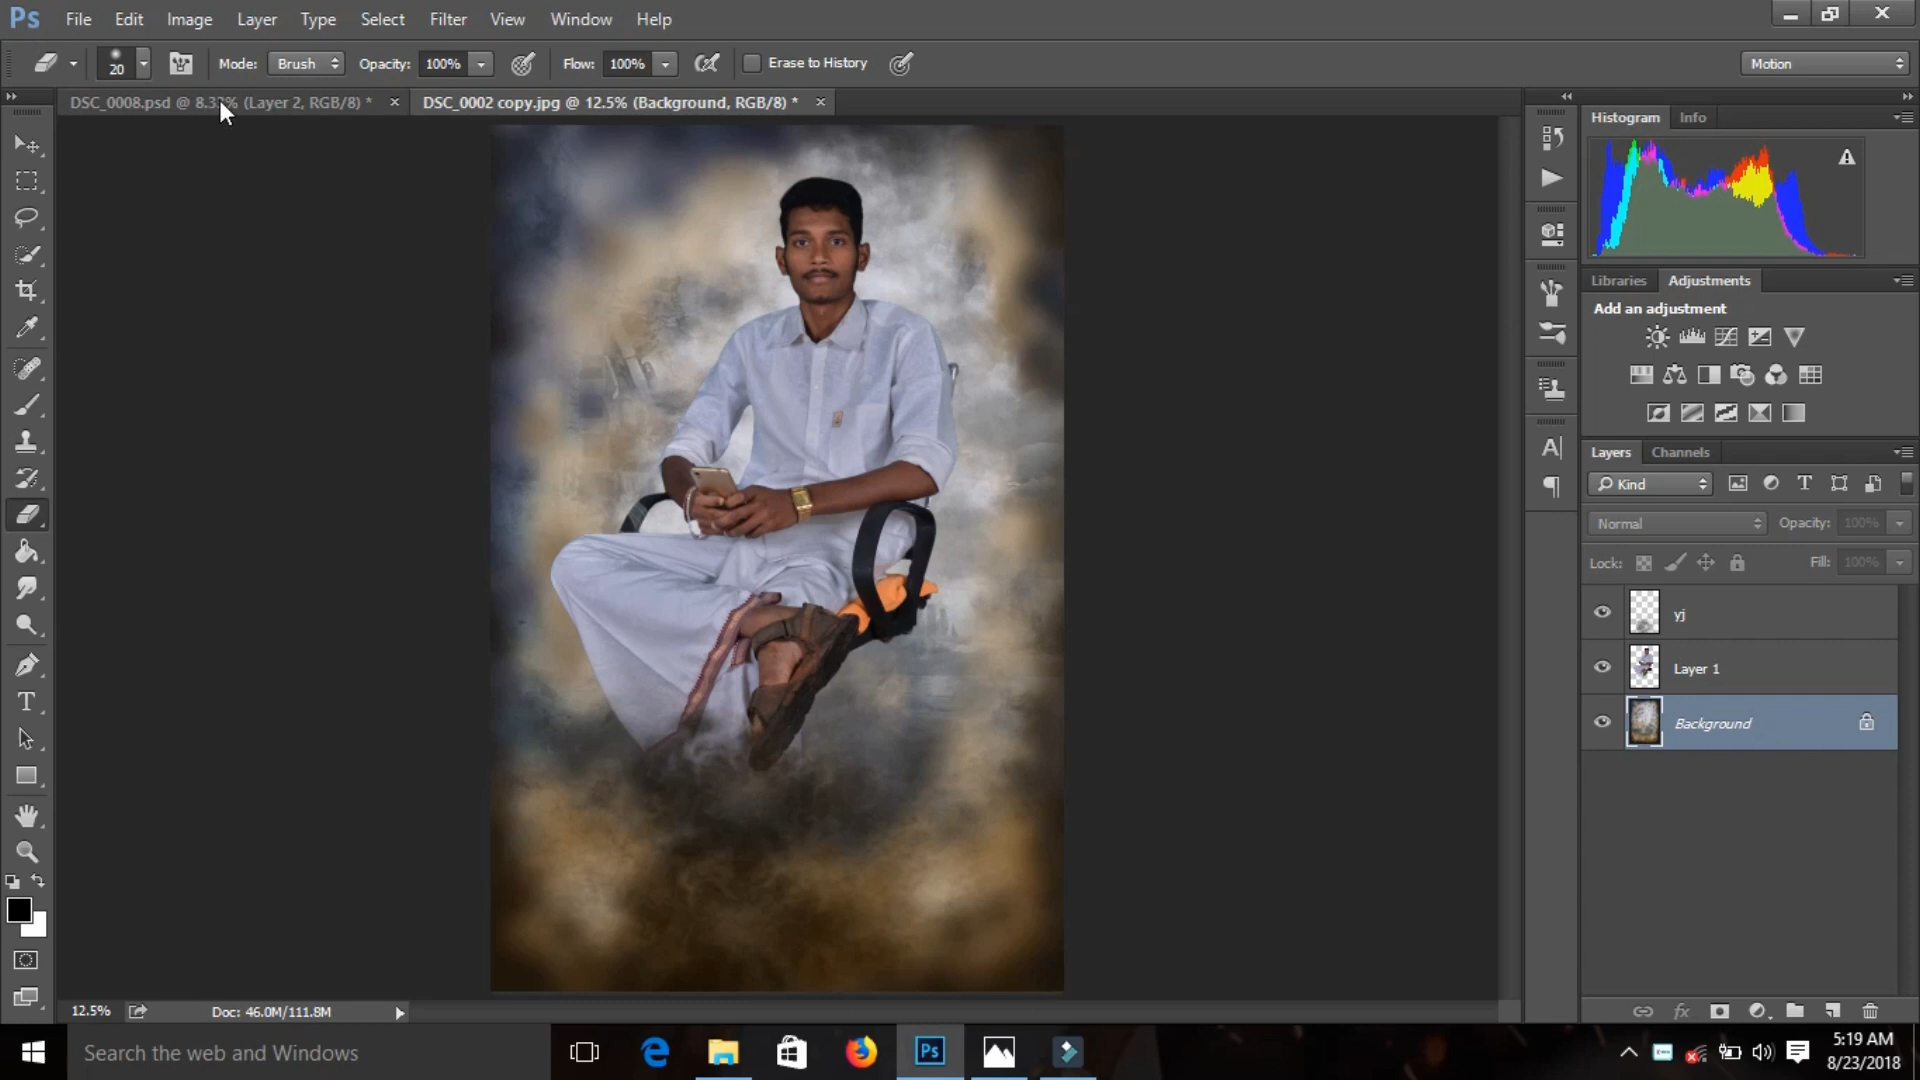 Ps File Edit Image Layer Type Select Filter View Window Help
20 Mode: Brush Opacity: 100% Flow: 100% Erase to History Motion
DSC_0008.psd @ 8.33% (Layer 2, RGB/8) * DSC_0002 copy.jpg @ 12.5% (Background, RGB/8) *
Histogram Info
Libraries Adjustments
Add an adjustment
Layers Channels
Kind
Normal Opacity: 100%
Lock: Fill: 100%
yj
Layer 1
Background
12.5% Doc: 46.0M/111.8M
Search the web and Windows
Ps
5:19 AM
8/23/2018